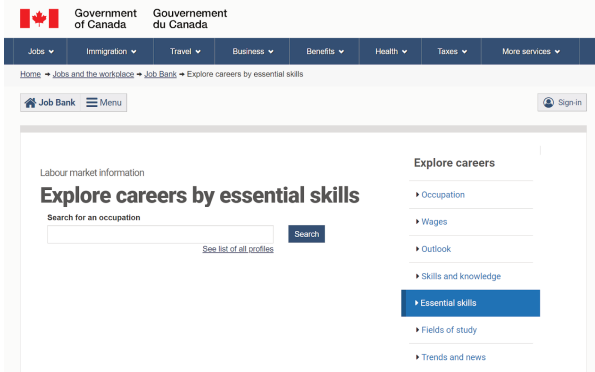 Government of Canada
Gouvernement du Canada
Jobs Immigration Travel Business Benefits Health Taxes More services
Home → Jobs and the workplace → Job Bank → Explore careers by essential skills
Job Bank Menu
Sign-in
Labour market information
Explore careers by essential skills
Search for an occupation
Search
See list of all profiles
Explore careers
Occupation
Wages
Outlook
Skills and knowledge
Essential skills
Fields of study
Trends and news